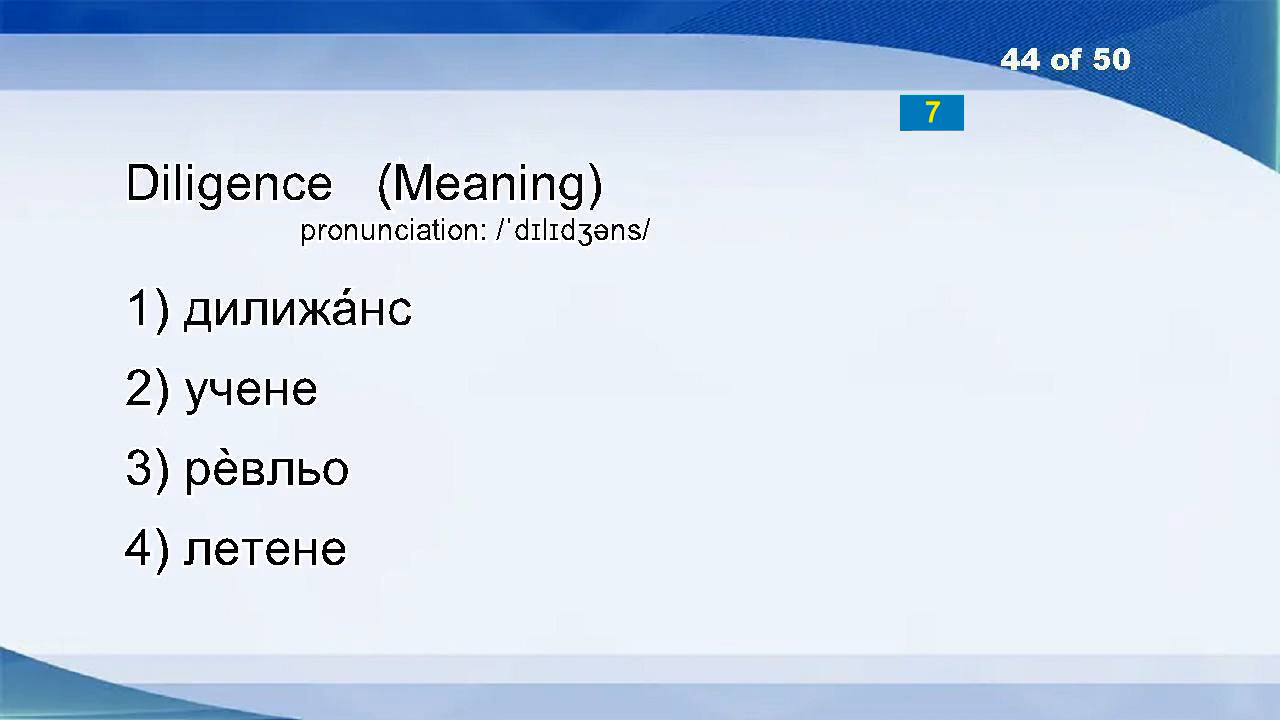 44 of 50
7
Diligence (Meaning)
pronunciation: /ˈdɪlɪdʒəns/
1) дилижа́нс
2) учене
3) рѐвльо
4) летене